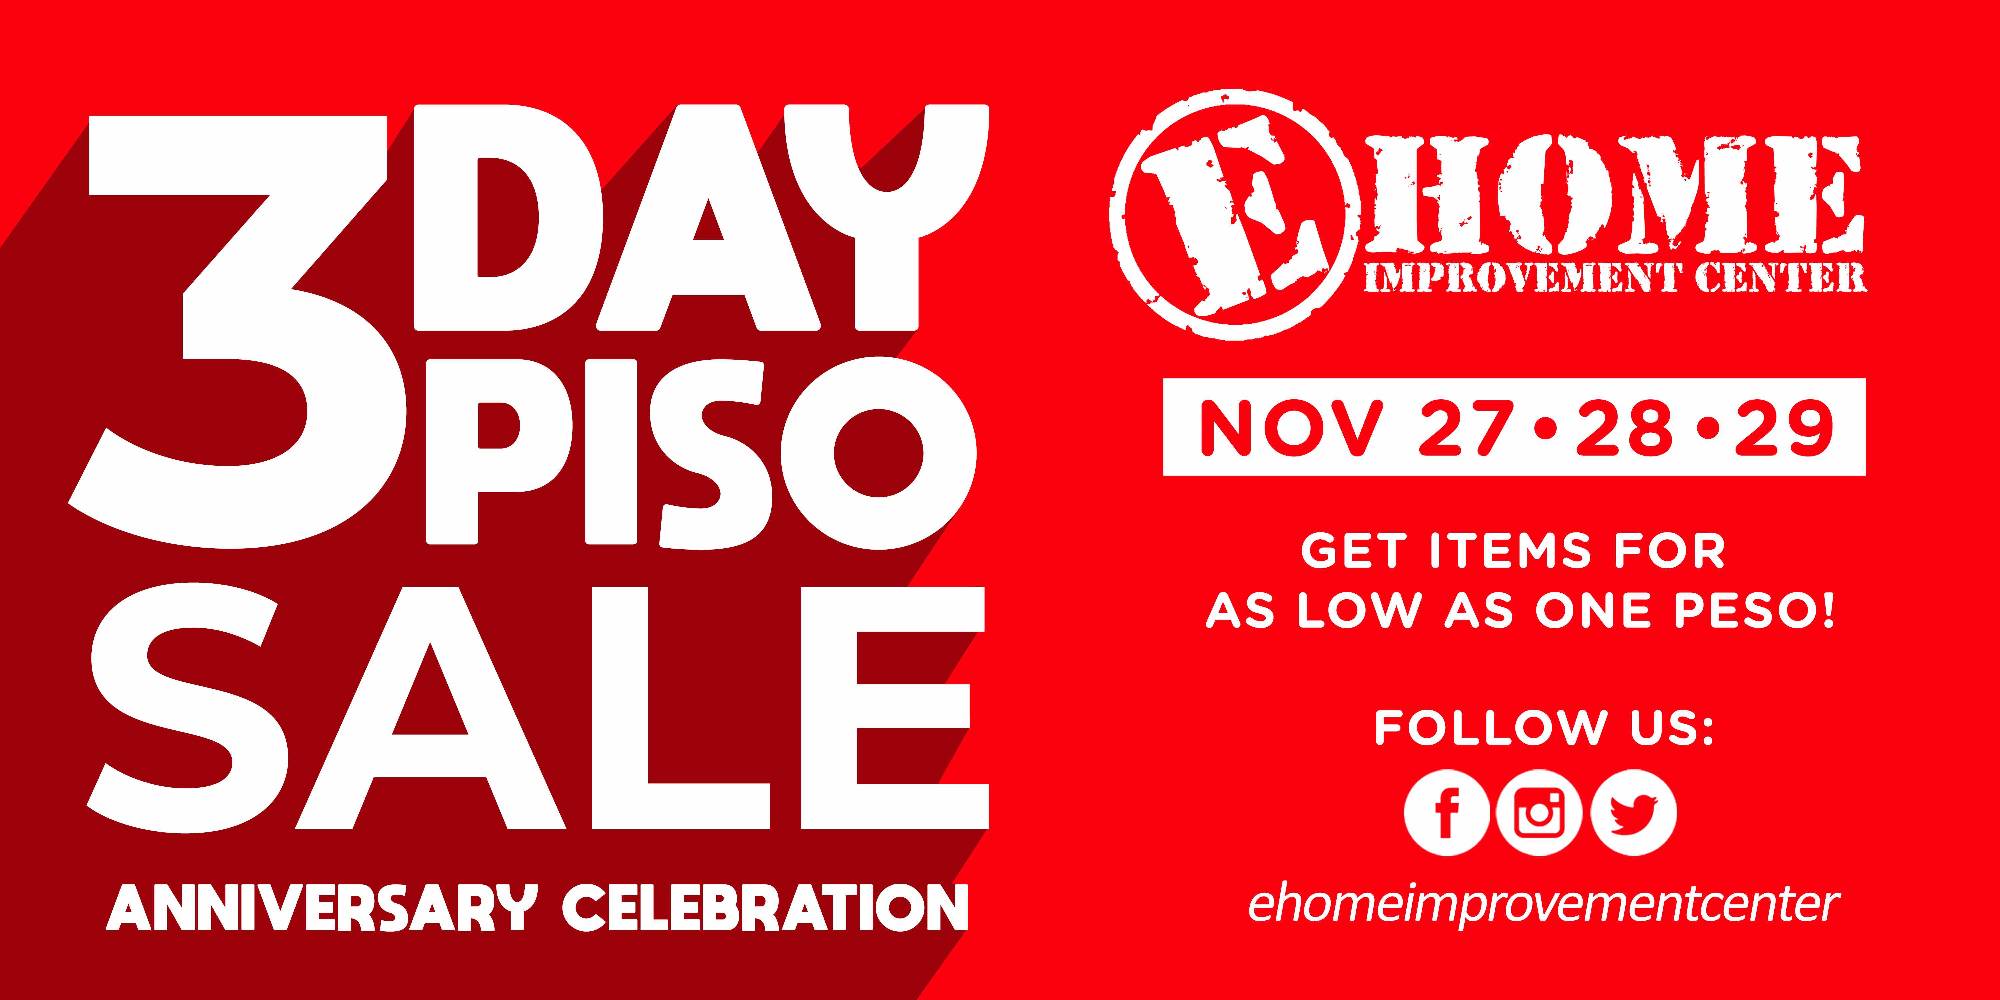 3 DAY
PISO
SALE
ANNIVERSARY CELEBRATION
E HOME
IMPROVEMENT CENTER
NOV 27•28•29
GET ITEMS FOR
AS LOW AS ONE PESO!
FOLLOW US:
ehomeimprovementcenter